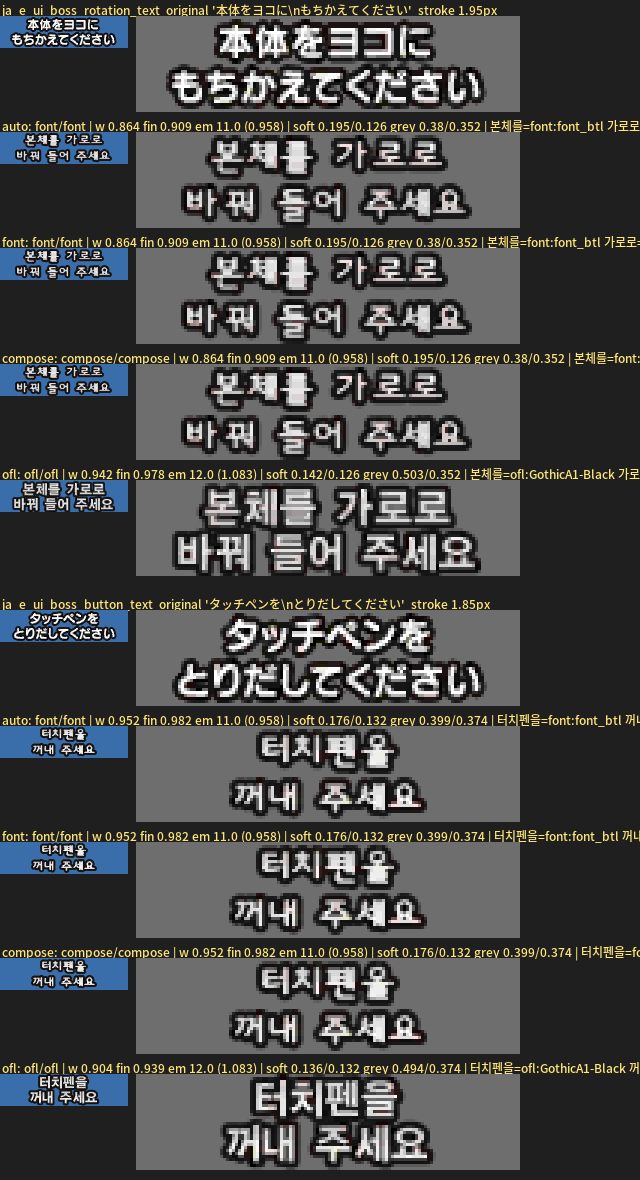 ja_e_ui_boss_rotation_text original '本体をヨコに\nもちかえてください' stroke 1.95px
本体をヨコに
もちかえてください
本体をヨコに
もちかえてください
auto: font/font | w 0.864 fin 0.909 em 11.0 (0.958) | soft 0.195/0.126 grey 0.38/0.352 | 본체를=font:font_btl 가로로
본체를 가로로
바꿔 들어 주세요
본체를 가로로
바꿔 들어 주세요
font: font/font | w 0.864 fin 0.909 em 11.0 (0.958) | soft 0.195/0.126 grey 0.38/0.352 | 본체를=font:font_btl 가로로=
본체를 가로로
바꿔 들어 주세요
본체를 가로로
바꿔 들어 주세요
compose: compose/compose | w 0.864 fin 0.909 em 11.0 (0.958) | soft 0.195/0.126 grey 0.38/0.352 | 본체를=font:
본체를 가로로
바꿔 들어 주세요
본체를 가로로
바꿔 들어 주세요
ofl: ofl/ofl | w 0.942 fin 0.978 em 12.0 (1.083) | soft 0.142/0.126 grey 0.503/0.352 | 본체를=ofl:GothicA1-Black 가로
본체를 가로로
바꿔 들어 주세요
본체를 가로로
바꿔 들어 주세요
ja_e_ui_boss_button_text original 'タッチペンを\nとりだしてください' stroke 1.85px
タッチペンを
とりだしてください
タッチペンを
とりだしてください
auto: font/font | w 0.952 fin 0.982 em 11.0 (0.958) | soft 0.176/0.132 grey 0.399/0.374 | 터치펜을=font:font_btl 꺼내
터치펜을
꺼내 주세요
터치펜을
꺼내 주세요
font: font/font | w 0.952 fin 0.982 em 11.0 (0.958) | soft 0.176/0.132 grey 0.399/0.374 | 터치펜을=font:font_btl 꺼내
터치펜을
꺼내 주세요
터치펜을
꺼내 주세요
compose: compose/compose | w 0.952 fin 0.982 em 11.0 (0.958) | soft 0.176/0.132 grey 0.399/0.374 | 터치펜을=fo
터치펜을
꺼내 주세요
터치펜을
꺼내 주세요
ofl: ofl/ofl | w 0.904 fin 0.939 em 12.0 (1.083) | soft 0.136/0.132 grey 0.494/0.374 | 터치펜을=ofl:GothicA1-Black 꺼
터치펜을
꺼내 주세요
터치펜을
꺼내 주세요